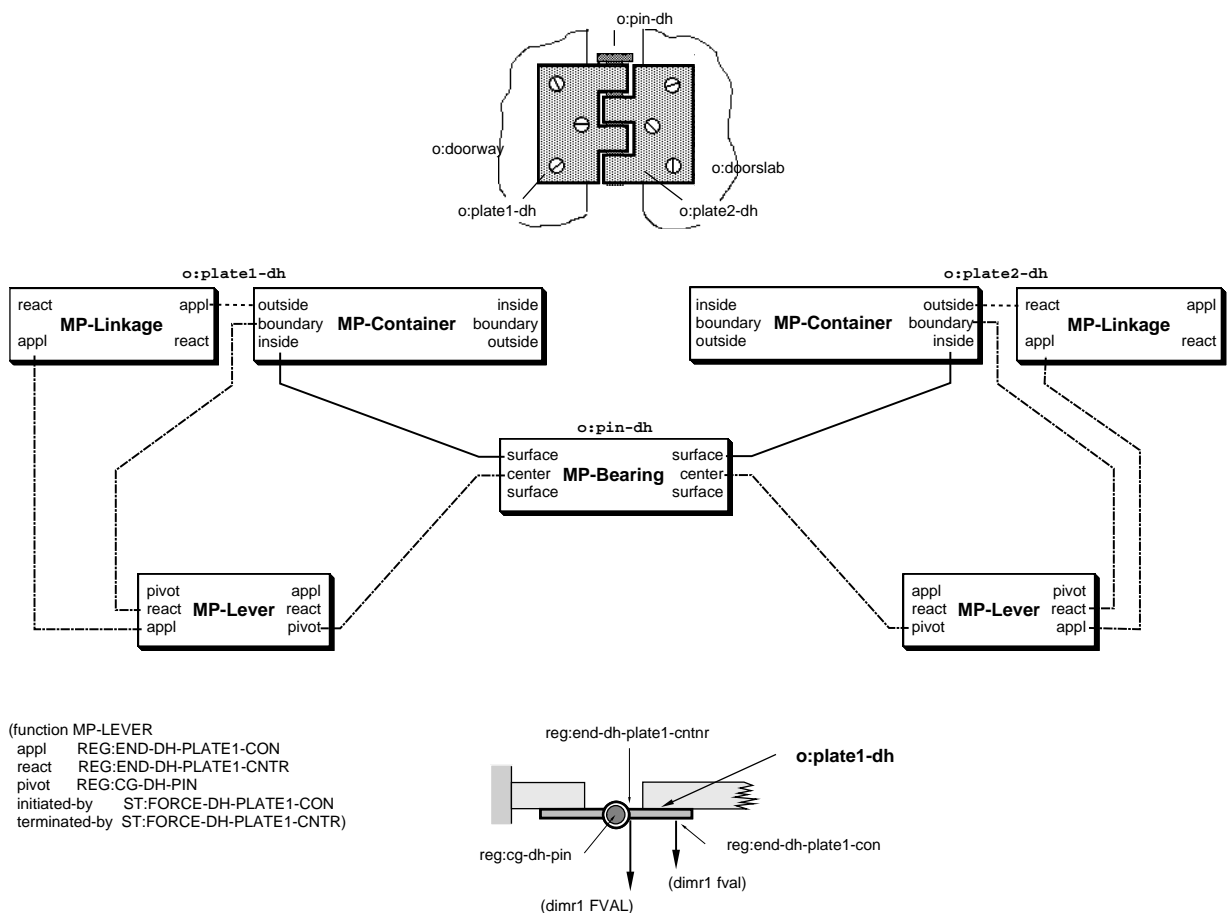 o:pin-dh
o:doorway
o:doorslab
o:plate1-dh
o:plate2-dh
o:plate1-dh
o:plate2-dh
react appl
MP-Linkage
appl react
outside inside
boundary MP-Container boundary
inside outside
inside outside
boundary MP-Container boundary
outside inside
react appl
MP-Linkage
appl react
o:pin-dh
surface surface
center MP-Bearing center
surface surface
pivot appl
react MP-Lever react
appl pivot
appl pivot
react MP-Lever react
pivot appl
(function MP-LEVER
appl REG:END-DH-PLATE1-CON
react REG:END-DH-PLATE1-CNTR
pivot REG:CG-DH-PIN
initiated-by ST:FORCE-DH-PLATE1-CON
terminated-by ST:FORCE-DH-PLATE1-CNTR)
reg:end-dh-plate1-cntnr
o:plate1-dh
reg:cg-dh-pin
reg:end-dh-plate1-con
(dimr1 fval)
(dimr1 FVAL)